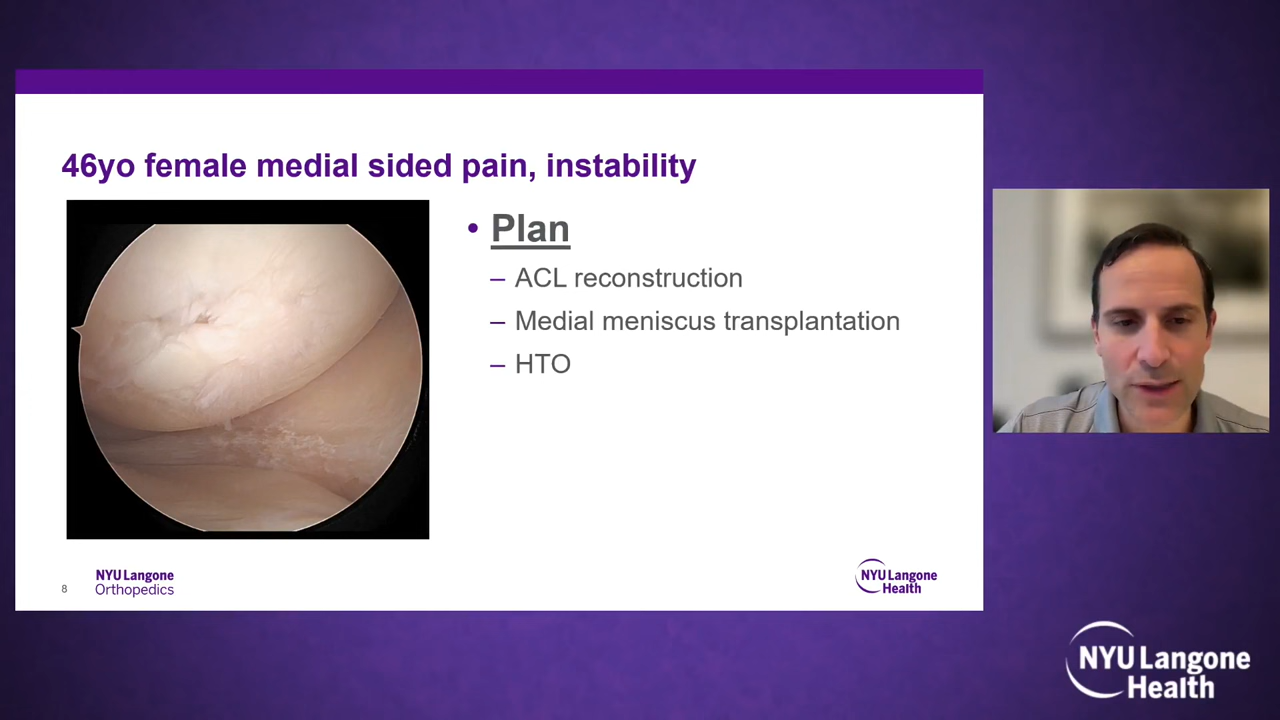 46yo female medial sided pain, instability
• Plan
– ACL reconstruction
– Medial meniscus transplantation
– HTO
8
NYU Langone
Orthopedics
NYU Langone
Health
NYU Langone
Health